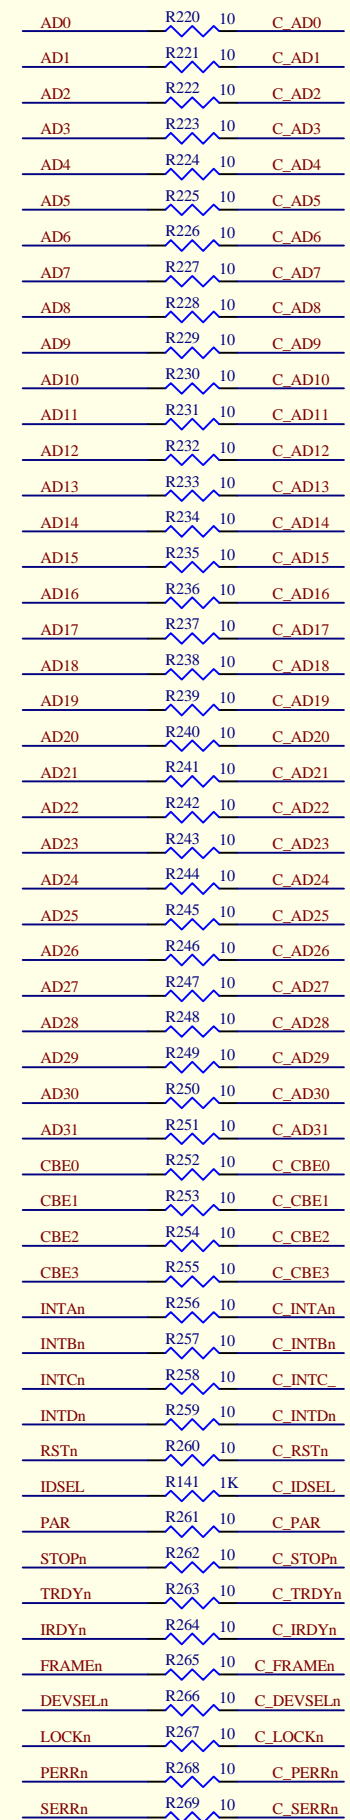 AD0 R220 10 C_AD0
AD1 R221 10 C_AD1
AD2 R222 10 C_AD2
AD3 R223 10 C_AD3
AD4 R224 10 C_AD4
AD5 R225 10 C_AD5
AD6 R226 10 C_AD6
AD7 R227 10 C_AD7
AD8 R228 10 C_AD8
AD9 R229 10 C_AD9
AD10 R230 10 C_AD10
AD11 R231 10 C_AD11
AD12 R232 10 C_AD12
AD13 R233 10 C_AD13
AD14 R234 10 C_AD14
AD15 R235 10 C_AD15
AD16 R236 10 C_AD16
AD17 R237 10 C_AD17
AD18 R238 10 C_AD18
AD19 R239 10 C_AD19
AD20 R240 10 C_AD20
AD21 R241 10 C_AD21
AD22 R242 10 C_AD22
AD23 R243 10 C_AD23
AD24 R244 10 C_AD24
AD25 R245 10 C_AD25
AD26 R246 10 C_AD26
AD27 R247 10 C_AD27
AD28 R248 10 C_AD28
AD29 R249 10 C_AD29
AD30 R250 10 C_AD30
AD31 R251 10 C_AD31
CBE0 R252 10 C_CBE0
CBE1 R253 10 C_CBE1
CBE2 R254 10 C_CBE2
CBE3 R255 10 C_CBE3
INTAn R256 10 C_INTAn
INTBn R257 10 C_INTBn
INTCn R258 10 C_INTC_
INTDn R259 10 C_INTDn
RSTn R260 10 C_RSTn
IDSEL R141 1K C_IDSEL
PAR R261 10 C_PAR
STOPn R262 10 C_STOPn
TRDYn R263 10 C_TRDYn
IRDYn R264 10 C_IRDYn
FRAMEn R265 10 C_FRAMEn
DEVSELn R266 10 C_DEVSELn
LOCKn R267 10 C_LOCKn
PERRn R268 10 C_PERRn
SERRn R269 10 C_SERRn